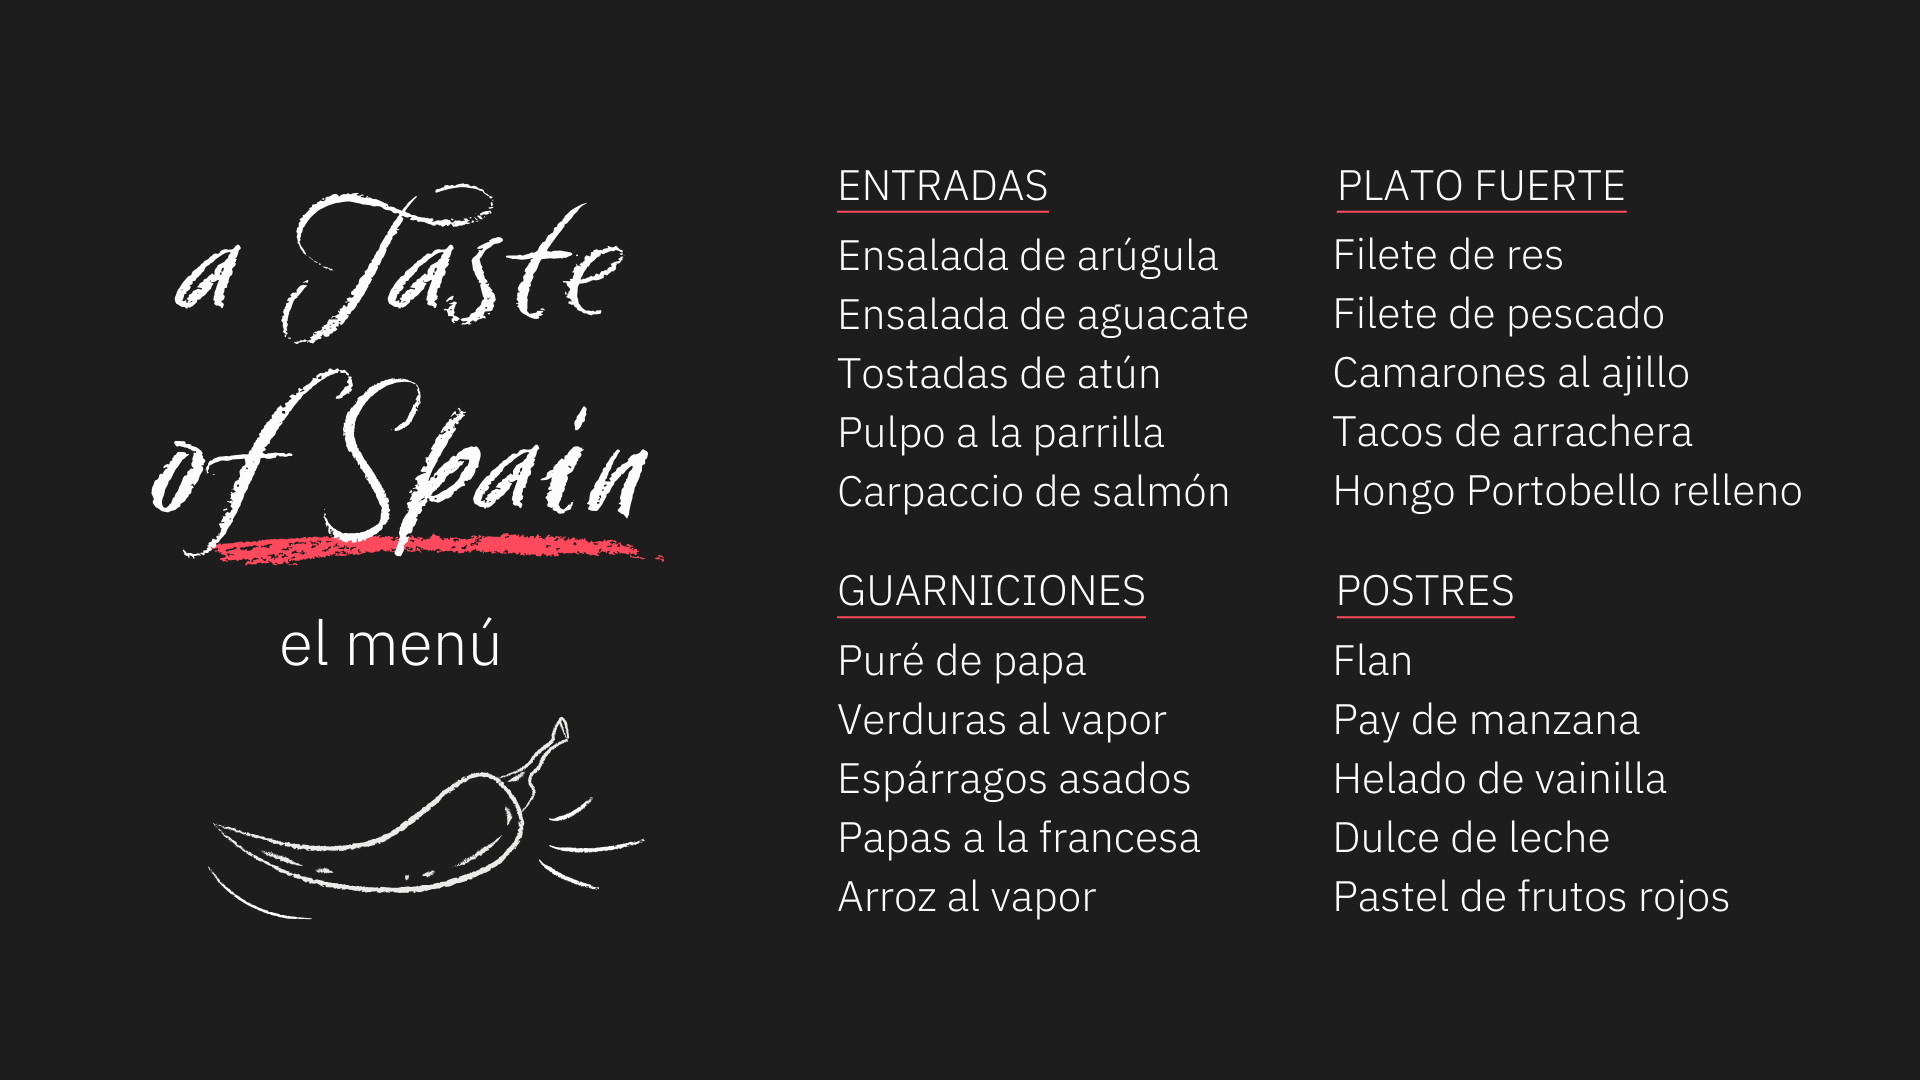 a Taste
of Spain
el menú
ENTRADAS
Ensalada de arúgula
Ensalada de aguacate
Tostadas de atún
Pulpo a la parrilla
Carpaccio de salmón
PLATO FUERTE
Filete de res
Filete de pescado
Camarones al ajillo
Tacos de arrachera
Hongo Portobello relleno
GUARNICIONES
Puré de papa
Verduras al vapor
Espárragos asados
Papas a la francesa
Arroz al vapor
POSTRES
Flan
Pay de manzana
Helado de vainilla
Dulce de leche
Pastel de frutos rojos